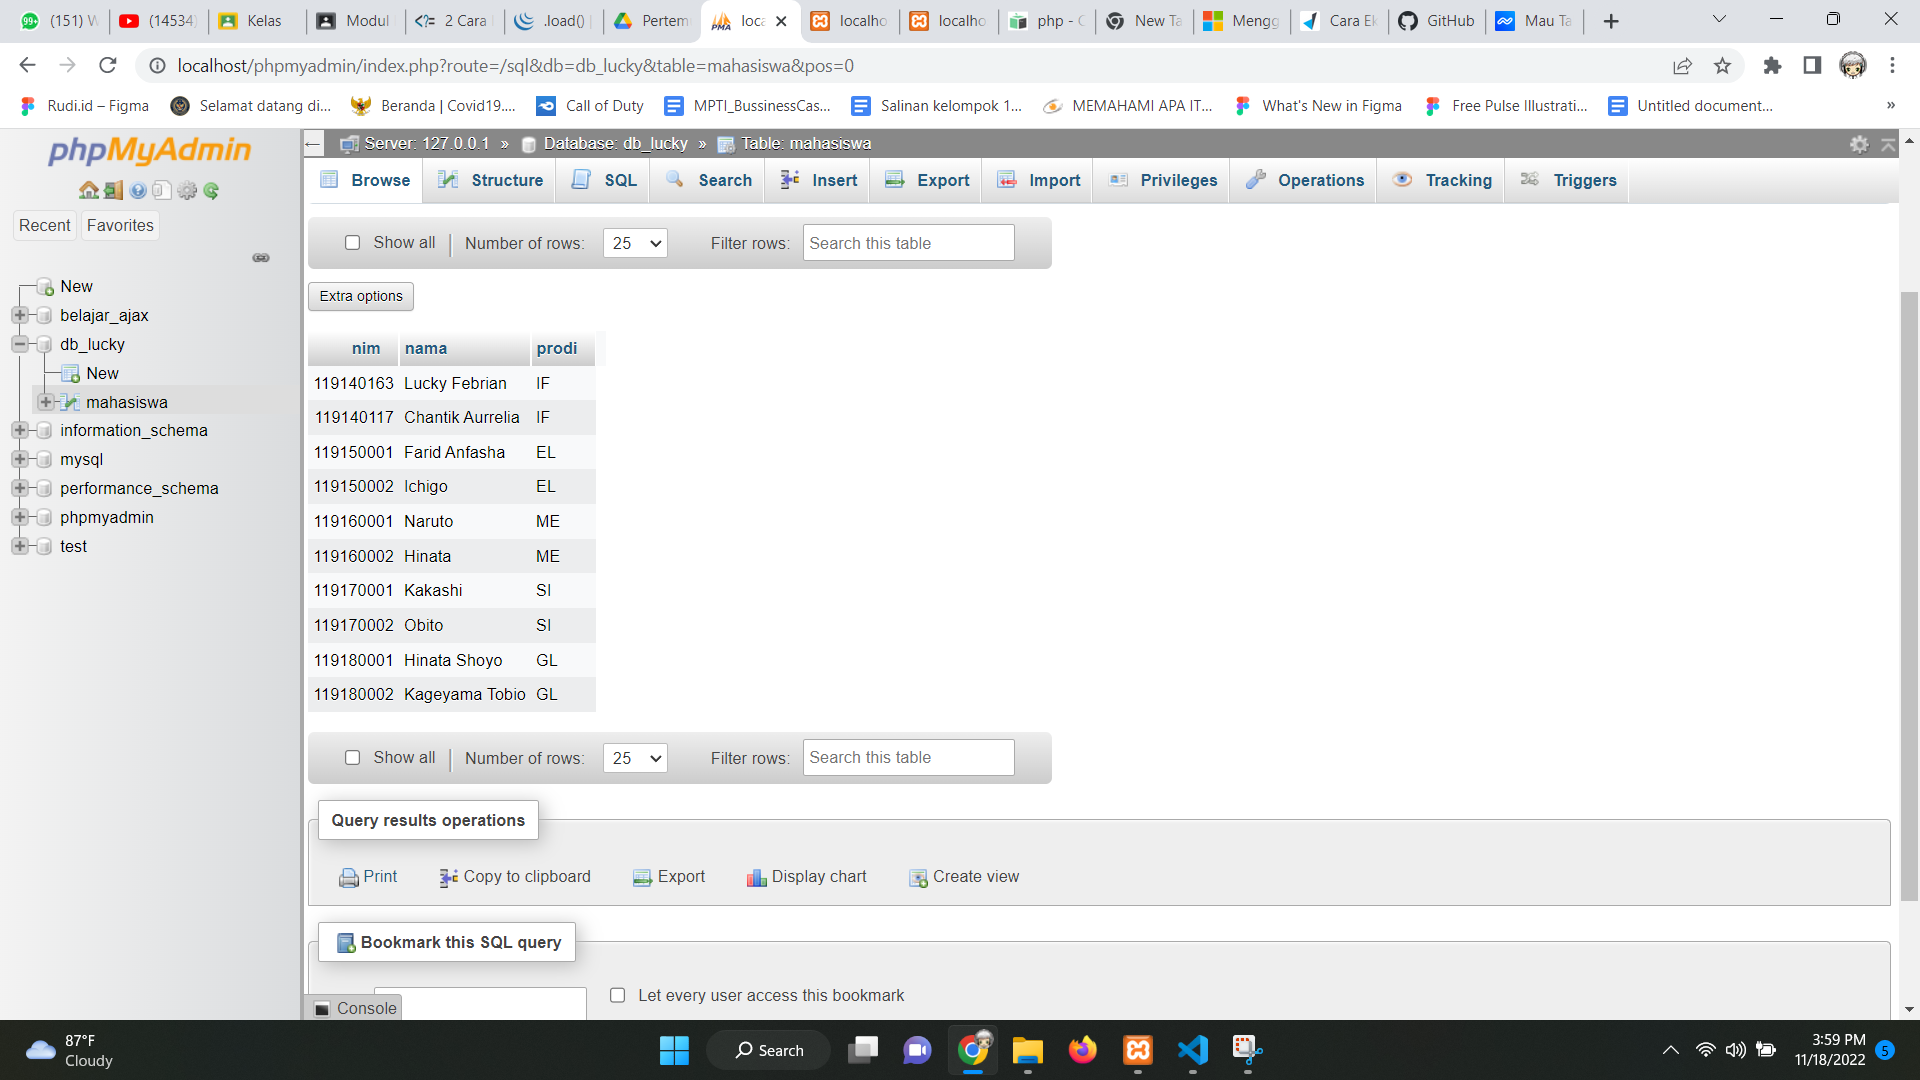 (151) W
(14534)
Kelas
Modul
2 Cara
.load() |
Pertem
loca
localho
localho
php - C
New Ta
Mengg
Cara Ek
GitHub
Mau Ta
localhost/phpmyadmin/index.php?route=/sql&db=db_lucky&table=mahasiswa&pos=0
Rudi.id – Figma
Selamat datang di...
Beranda | Covid19....
Call of Duty
MPTI_BussinessCas...
Salinan kelompok 1...
MEMAHAMI APA IT...
What's New in Figma
Free Pulse Illustrati...
Untitled document...
»
phpMyAdmin
Recent
Favorites
New
belajar_ajax
db_lucky
New
mahasiswa
information_schema
mysql
performance_schema
phpmyadmin
test
Server: 127.0.0.1 » Database: db_lucky » Table: mahasiswa
Browse
Structure
SQL
Search
Insert
Export
Import
Privileges
Operations
Tracking
Triggers
Show all
Number of rows: 25
Filter rows: Search this table
Extra options
nim nama prodi
119140163 Lucky Febrian IF
119140117 Chantik Aurrelia IF
119150001 Farid Anfasha EL
119150002 Ichigo EL
119160001 Naruto ME
119160002 Hinata ME
119170001 Kakashi SI
119170002 Obito SI
119180001 Hinata Shoyo GL
119180002 Kageyama Tobio GL
Show all
Number of rows: 25
Filter rows: Search this table
Query results operations
Print
Copy to clipboard
Export
Display chart
Create view
Bookmark this SQL query
Let every user access this bookmark
Console
87°F
Cloudy
Search
3:59 PM
11/18/2022
5